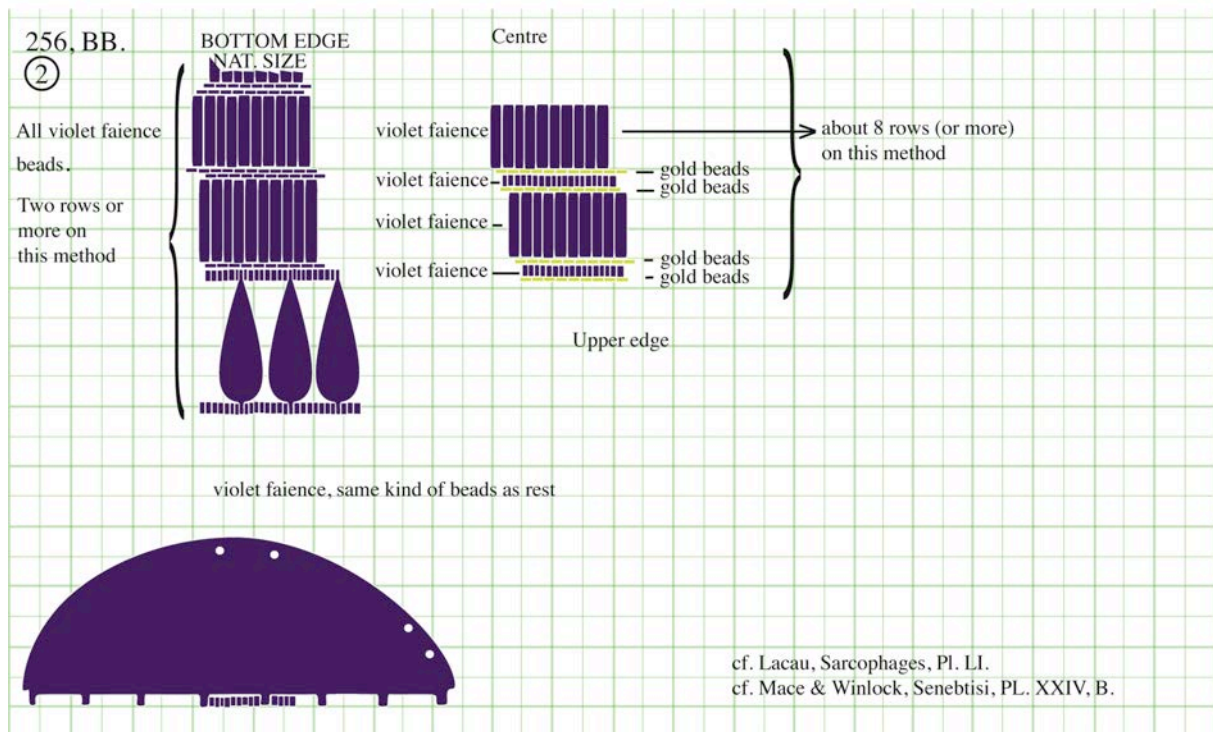 256, BB.
2
BOTTOM EDGE
NAT. SIZE
All violet faience
beads.
Two rows or
more on
this method
Centre
violet faience
violet faience
violet faience
violet faience
gold beads
gold beads
gold beads
gold beads
about 8 rows (or more)
on this method
Upper edge
violet faience, same kind of beads as rest
cf. Lacau, Sarcophages, Pl. LI.
cf. Mace & Winlock, Senebtisi, PL. XXIV, B.